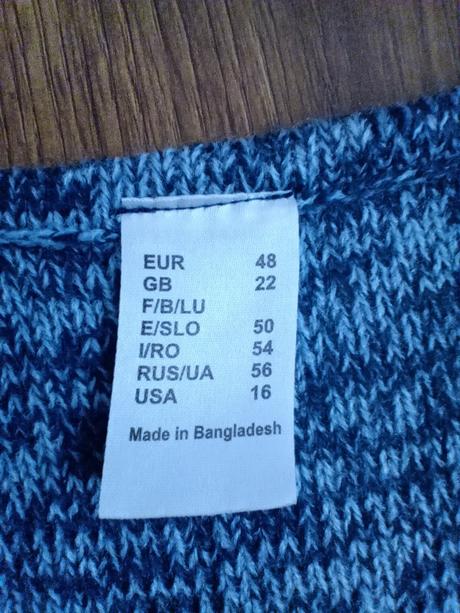 EUR 48
GB 22
F/B/LU
E/SLO 50
I/RO 54
RUS/UA 56
USA 16
Made in Bangladesh